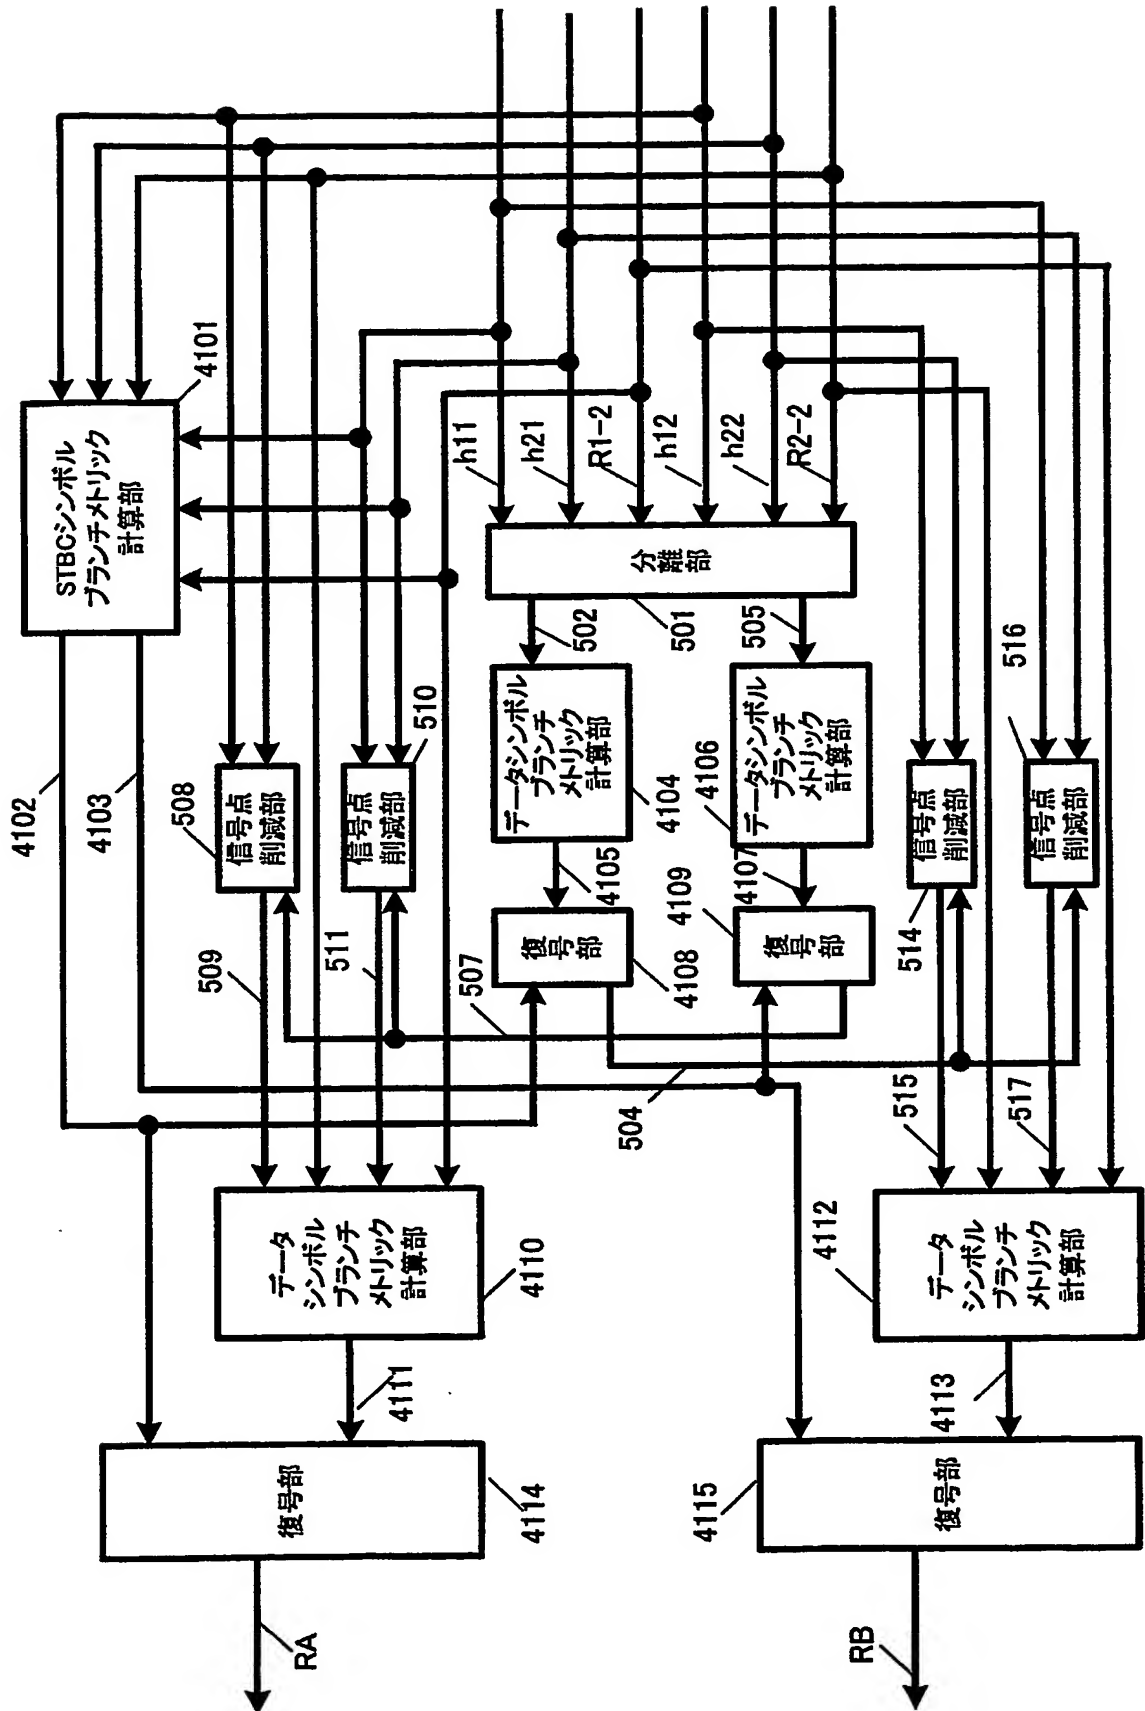 4101
STBCシンボル
ブランチメトリック
計算部
4102
4103
h11
h21
R1-2
h12
h22
R2-2
分離部
501
502
505
508
信号点
削減部
510
信号点
削減部
データシンボル
ブランチ
メトリック
計算部
4104
データシンボル
ブランチ
メトリック
計算部
4106
516
信号点
削減部
514
信号点
削減部
4105
4107
復号部
4108
4109
復号部
509
511
507
504
515
517
データ
シンボル
ブランチ
メトリック
計算部
4110
データ
シンボル
ブランチ
メトリック
計算部
4112
4111
4113
復号部
4114
復号部
4115
RA
RB